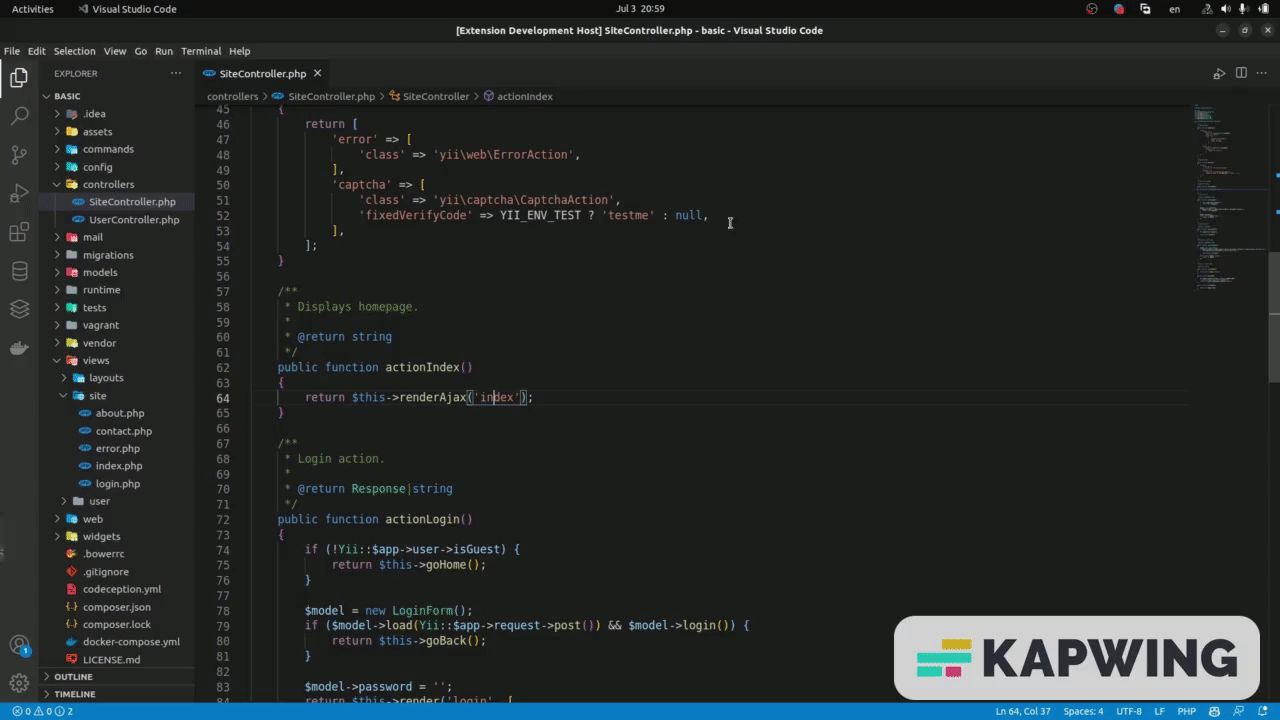 Activities
Visual Studio Code
Jul 3 20:59
en
[Extension Development Host] SiteController.php - basic - Visual Studio Code
File Edit Selection View Go Run Terminal Help
EXPLORER
SiteController.php
BASIC
.idea
assets
commands
config
controllers
SiteController.php
UserController.php
mail
migrations
models
runtime
tests
vagrant
vendor
views
layouts
site
about.php
contact.php
error.php
index.php
login.php
user
web
widgets
.bowerrc
.gitignore
codeception.yml
composer.json
composer.lock
docker-compose.yml
LICENSE.md
OUTLINE
TIMELINE
1
controllers > SiteController.php > SiteController > actionIndex
45 {
46 return [
47 'error' => [
48 'class' => 'yii\web\ErrorAction',
49 ],
50 'captcha' => [
51 'class' => 'yii\captcha\CaptchaAction',
52 'fixedVerifyCode' => YII_ENV_TEST ? 'testme' : null,
53 ],
54 ];
55 }
56
57 /**
58 * Displays homepage.
59 *
60 * @return string
61 */
62 public function actionIndex()
63 {
64 return $this->renderAjax('index');
65 }
66
67 /**
68 * Login action.
69 *
70 * @return Response|string
71 */
72 public function actionLogin()
73 {
74 if (!Yii::$app->user->isGuest) {
75 return $this->goHome();
76 }
77
78 $model = new LoginForm();
79 if ($model->load(Yii::$app->request->post()) && $model->login()) {
80 return $this->goBack();
81 }
82
83 $model->password = '';
84 return $this->render('login', [
KAPWING
0 0 2
Ln 64, Col 37 Spaces: 4 UTF-8 LF PHP